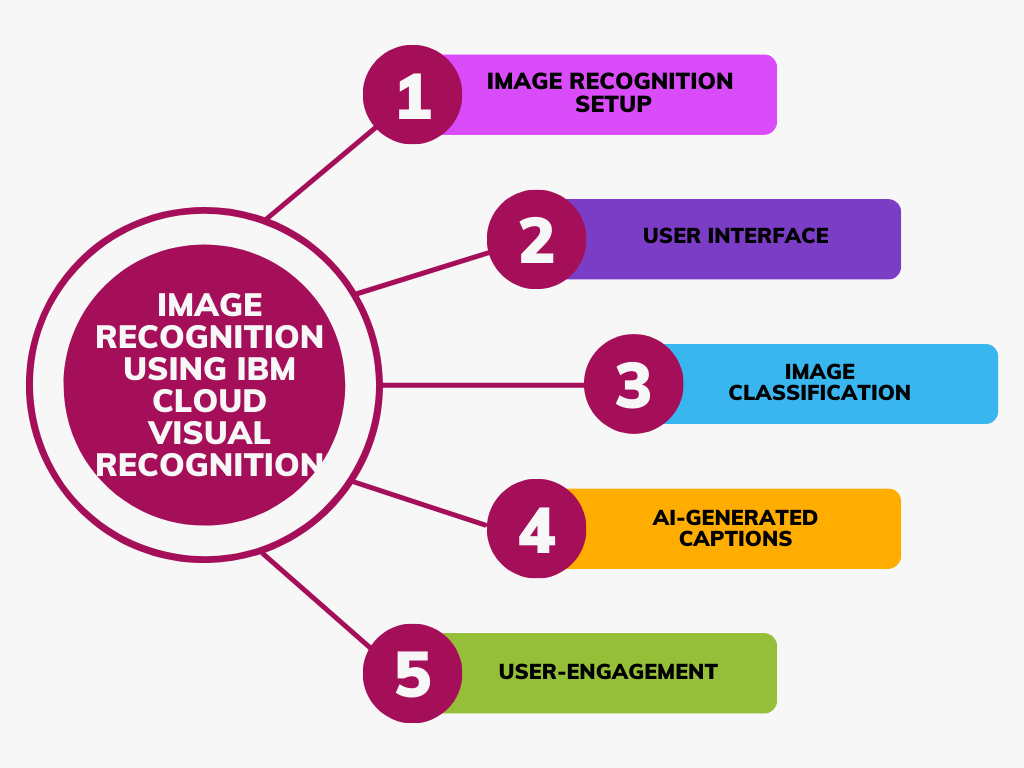 IMAGE
RECOGNITION
USING IBM
CLOUD
VISUAL
RECOGNITION
1
IMAGE RECOGNITION
SETUP
2
USER INTERFACE
3
IMAGE
CLASSIFICATION
4
AI-GENERATED
CAPTIONS
5
USER-ENGAGEMENT